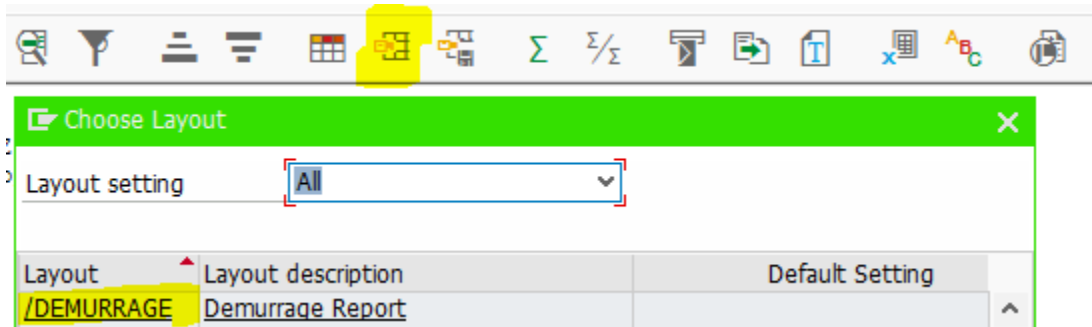 Choose Layout
Layout setting All
Layout Layout description Default Setting
/DEMURRAGE Demurrage Report